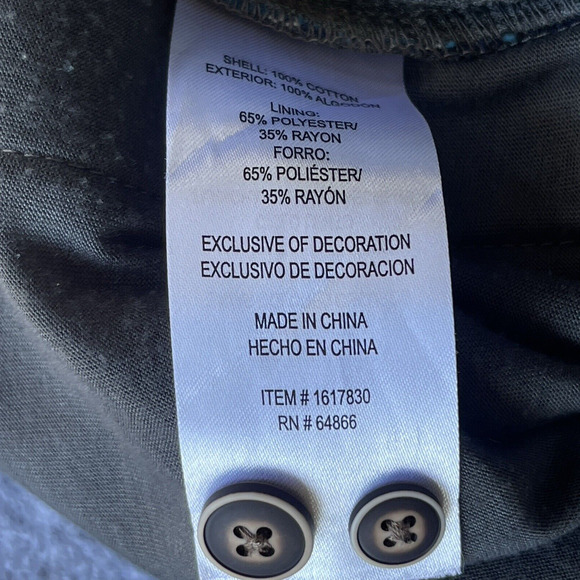 SHELL: 100% COTTON
EXTERIOR: 100% ALGODON
LINING:
65% POLYESTER/
35% RAYON
FORRO:
65% POLIÉSTER/
35% RAYÓN
EXCLUSIVE OF DECORATION
EXCLUSIVO DE DECORACION
MADE IN CHINA
HECHO EN CHINA
ITEM # 1617830
RN # 64866